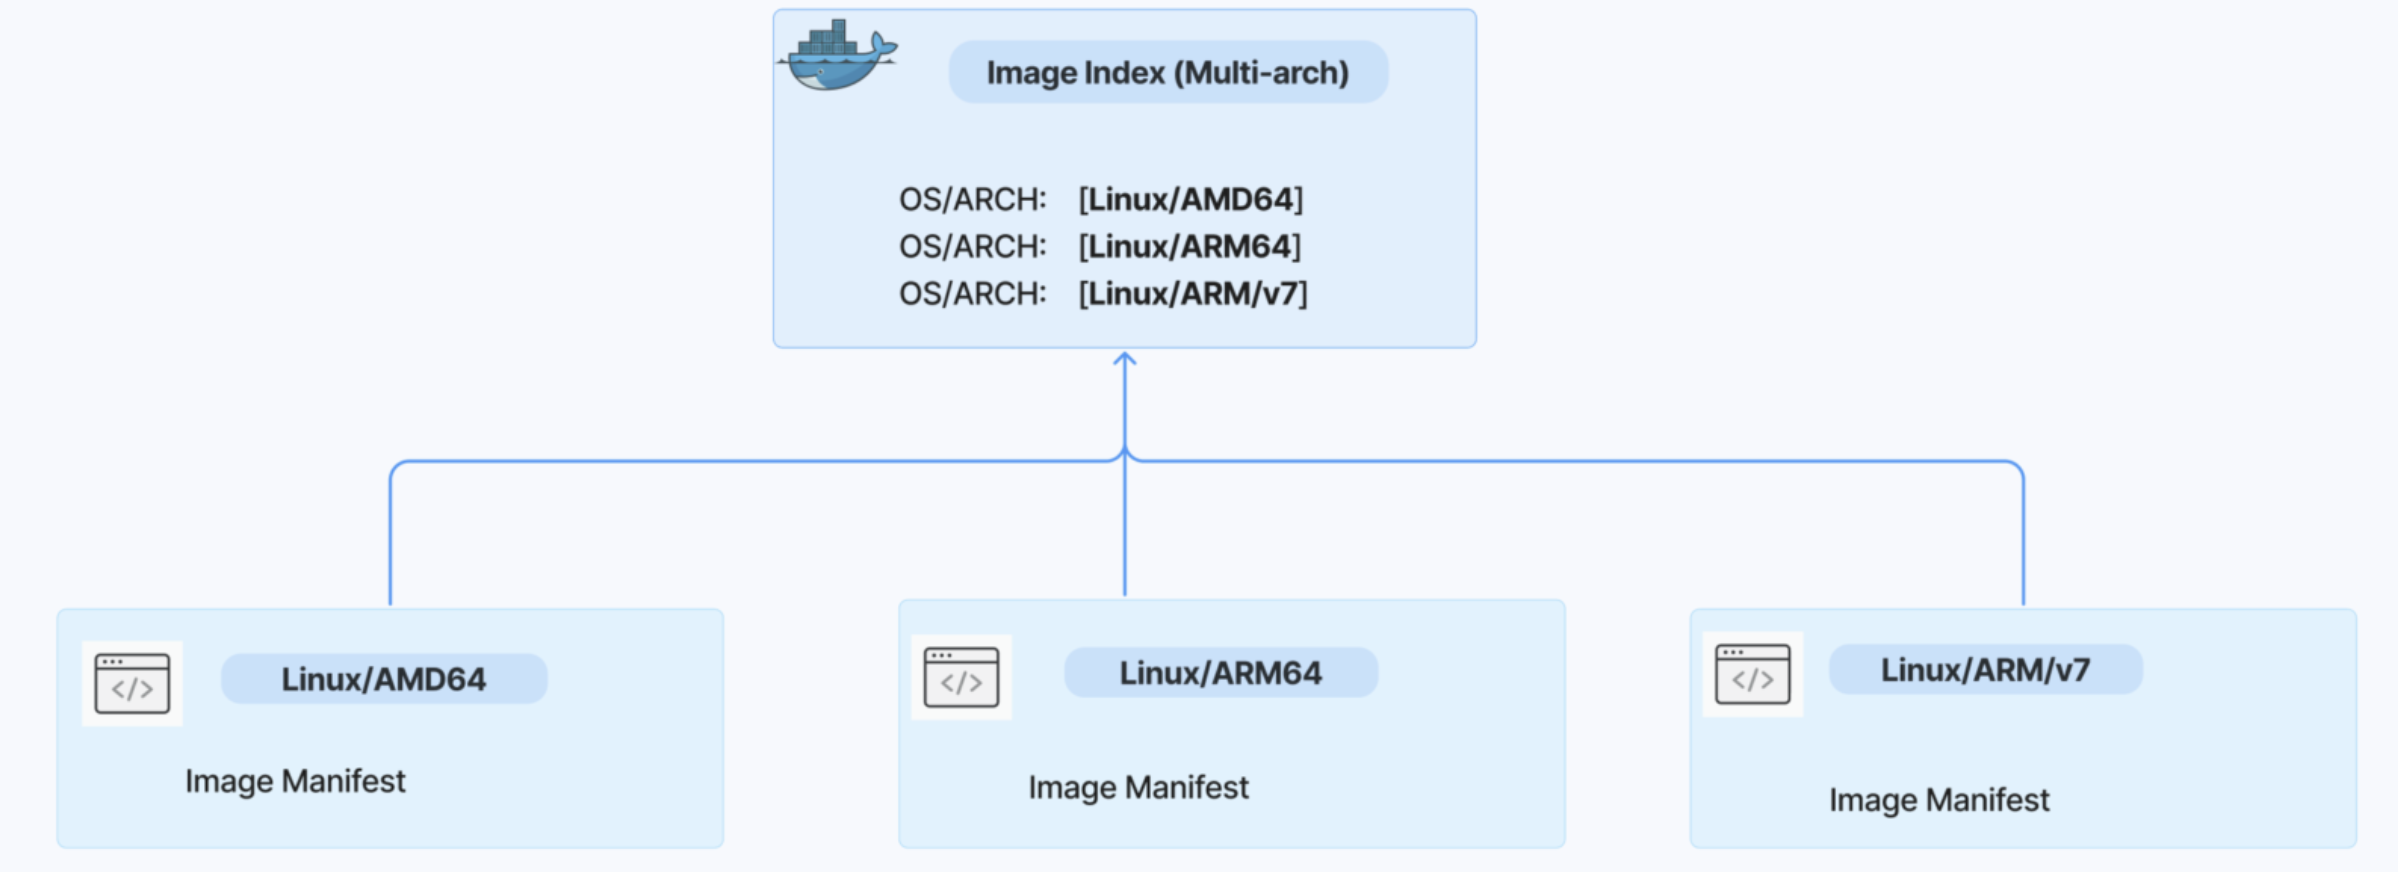 Image Index (Multi-arch)
OS/ARCH: [Linux/AMD64]
OS/ARCH: [Linux/ARM64]
OS/ARCH: [Linux/ARM/v7]
</> Linux/AMD64
Image Manifest
</> Linux/ARM64
Image Manifest
</> Linux/ARM/v7
Image Manifest